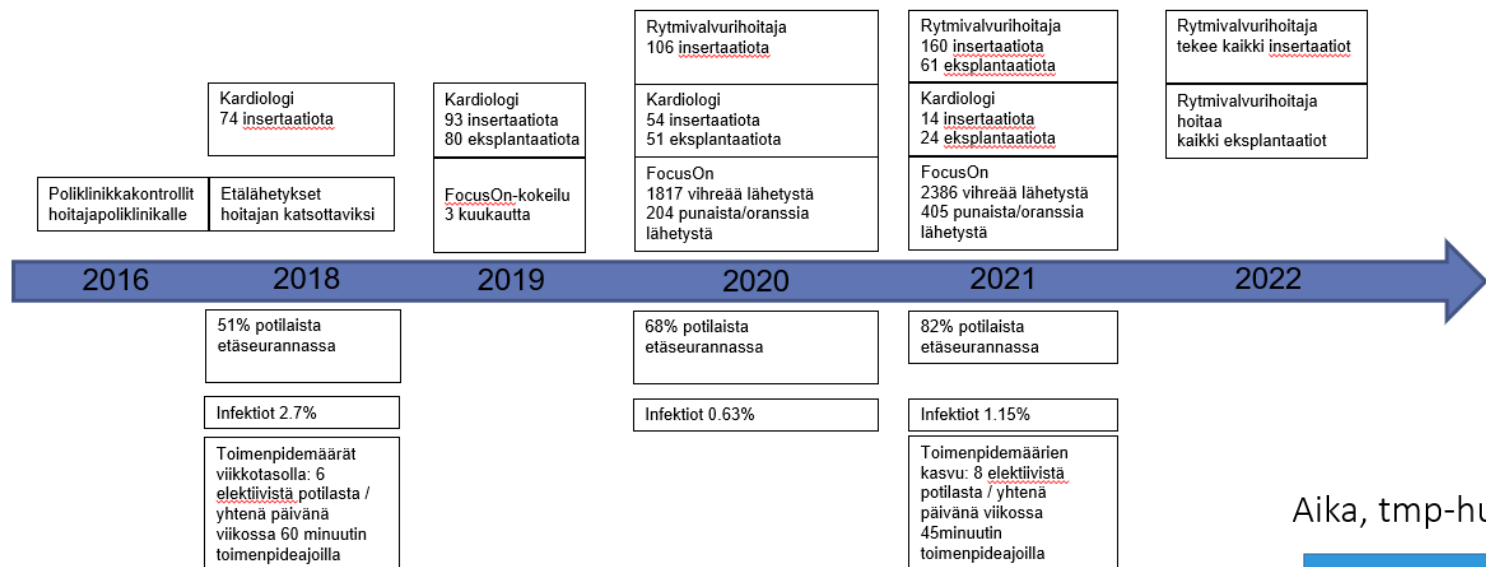 Rytmivalvurihoitaja
106 insertaatiota
Rytmivalvurihoitaja
160 insertaatiota
61 eksplantaatiota
Rytmivalvurihoitaja
tekee kaikki insertaatiot
Kardiologi
74 insertaatiota
Kardiologi
93 insertaatiota
80 eksplantaatiota
Kardiologi
54 insertaatiota
51 eksplantaatiota
Kardiologi
14 insertaatiota
24 eksplantaatiota
Rytmivalvurihoitaja
hoitaa
kaikki eksplantaatiot
Poliklinikkakontrollit
hoitajapoliklinikalle
Etälähetykset
hoitajan katsottaviksi
FocusOn-kokeilu
3 kuukautta
FocusOn
1817 vihreää lähetystä
204 punaista/oranssia
lähetystä
FocusOn
2386 vihreää lähetystä
405 punaista/oranssia
lähetystä
2016
2018
2019
2020
2021
2022
51% potilaista
etäseurannassa
68% potilaista
etäseurannassa
82% potilaista
etäseurannassa
Infektiot 2.7%
Infektiot 0.63%
Infektiot 1.15%
Toimenpidemäärät
viikkotasolla: 6
elektiivistä potilasta /
yhtenä päivänä
viikossa 60 minuutin
toimenpideajoilla
Toimenpidemäärien
kasvu: 8 elektiivistä
potilasta / yhtenä
päivänä viikossa
45minuutin
toimenpideajoilla
Aika, tmp-hu